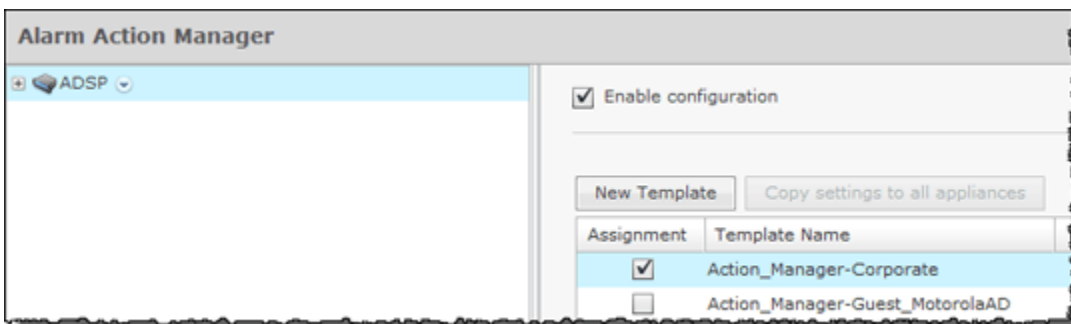 Alarm Action Manager
ADSP
Enable configuration
New Template
Copy settings to all appliances
Assignment
Template Name
Action_Manager-Corporate
Action_Manager-Guest_MotorolaAD